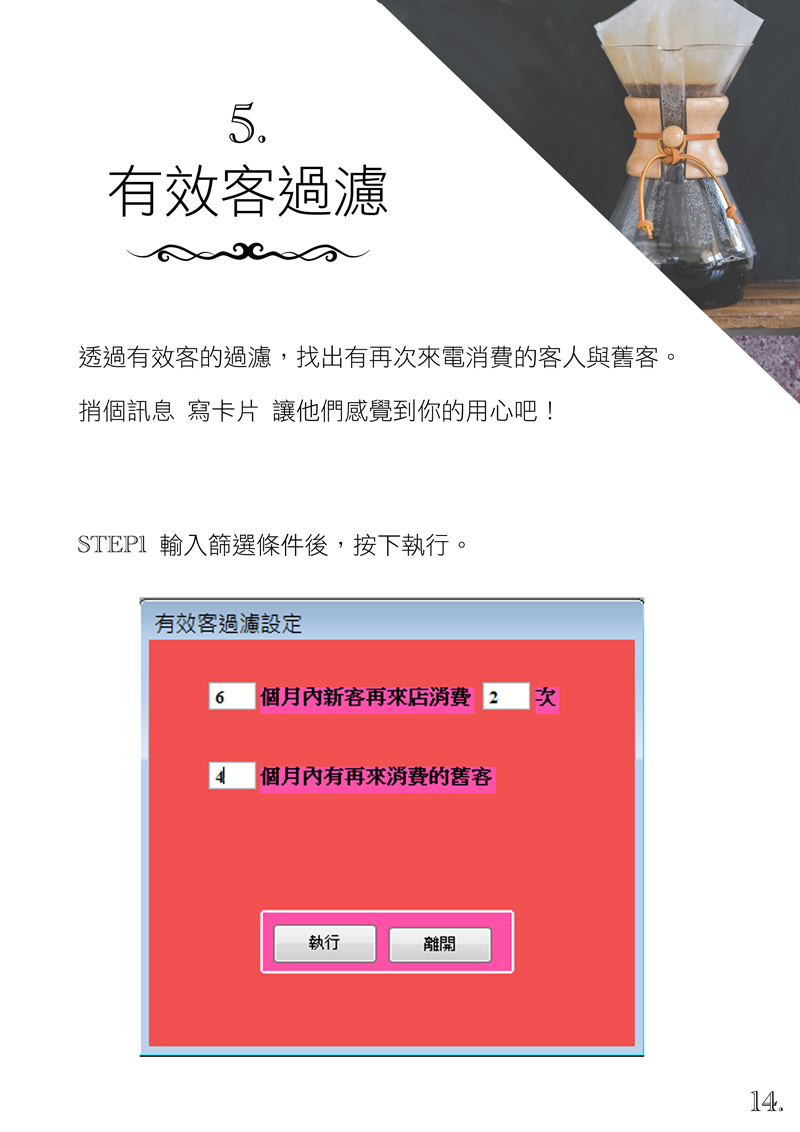 5.
有效客過濾
透過有效客的過濾，找出有再次來電消費的客人與舊客。
捎個訊息 寫卡片 讓他們感覺到你的用心吧！
STEP1 輸入篩選條件後，按下執行。
有效客過濾設定
6 個月內新客再來店消費 2 次
4 個月內有再來消費的舊客
執行 離開
14.